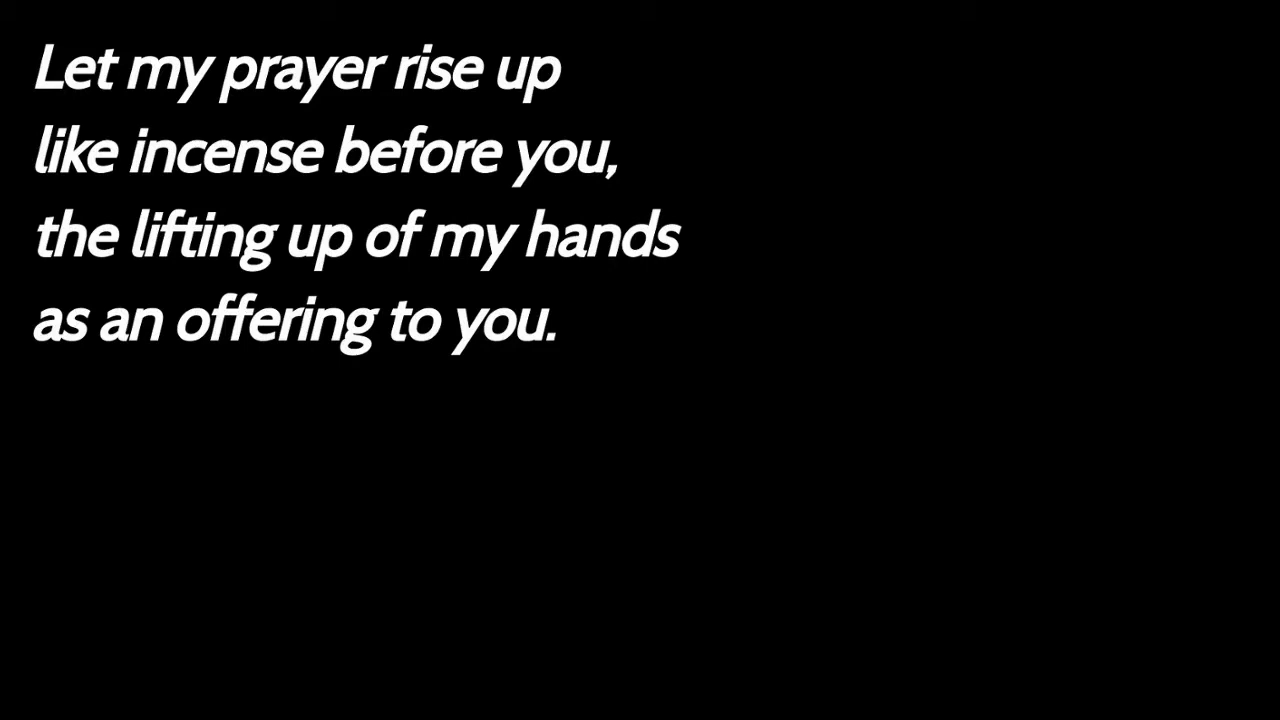 Let my prayer rise up
like incense before you,
the lifting up of my hands
as an offering to you.